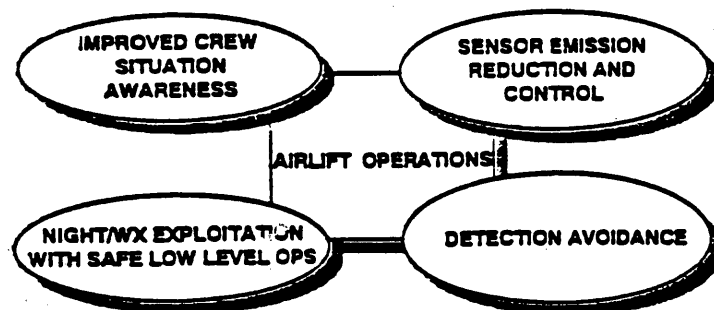 IMPROVED CREW
SITUATION
AWARENESS
SENSOR EMISSION
REDUCTION AND
CONTROL
AIRLIFT OPERATIONS
NIGHT/WX EXPLOITATION
WITH SAFE LOW LEVEL OPS
DETECTION AVOIDANCE